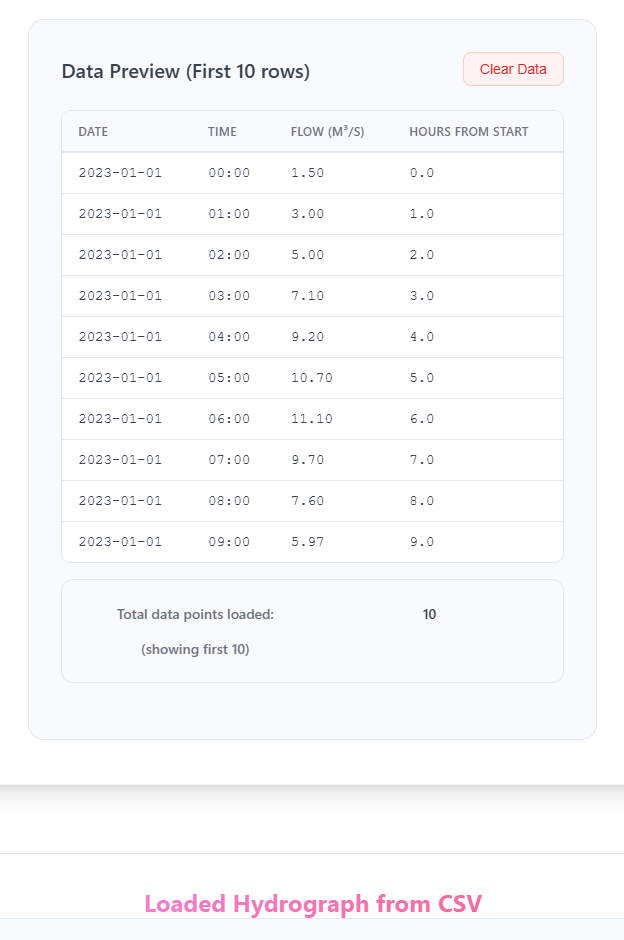 Data Preview (First 10 rows)
Clear Data
DATE TIME FLOW (M³/S) HOURS FROM START
2023-01-01 00:00 1.50 0.0
2023-01-01 01:00 3.00 1.0
2023-01-01 02:00 5.00 2.0
2023-01-01 03:00 7.10 3.0
2023-01-01 04:00 9.20 4.0
2023-01-01 05:00 10.70 5.0
2023-01-01 06:00 11.10 6.0
2023-01-01 07:00 9.70 7.0
2023-01-01 08:00 7.60 8.0
2023-01-01 09:00 5.97 9.0
Total data points loaded: 10
(showing first 10)
Loaded Hydrograph from CSV